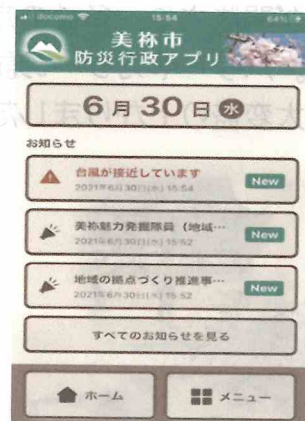 docomo 15:54 64%
美祢市
防災行政アプリ
6月30日水
お知らせ
台風が接近しています
2021年6月30日(水) 15:54
New
美祢魅力発掘隊員（地域…
2021年6月30日(水) 15:52
New
地域の拠点づくり推進事…
2021年6月30日(水) 15:52
New
すべてのお知らせを見る
ホーム
メニュー